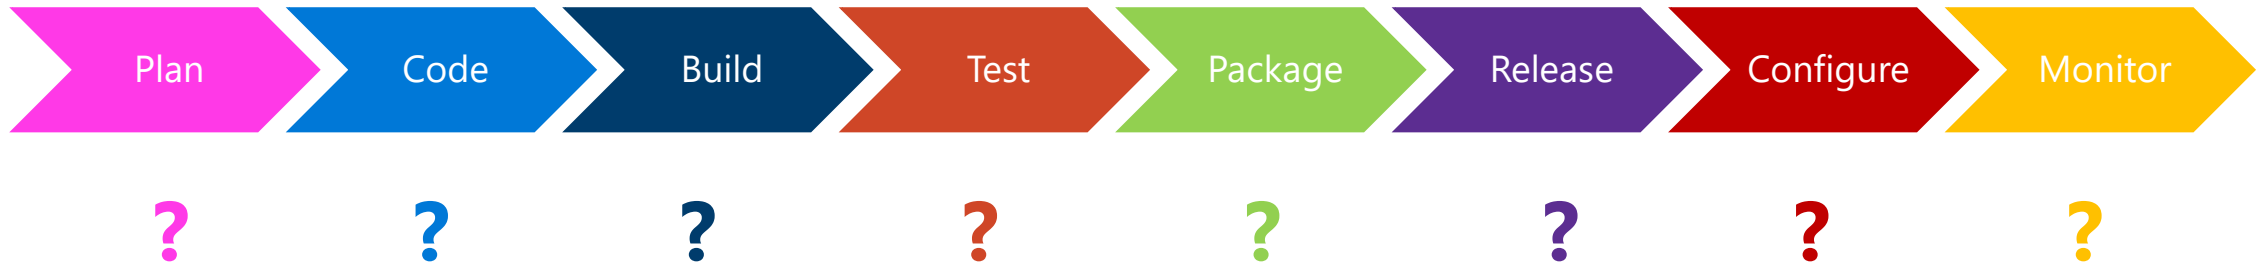 Plan Code Build Test Package Release Configure Monitor
? ? ? ? ? ? ? ?